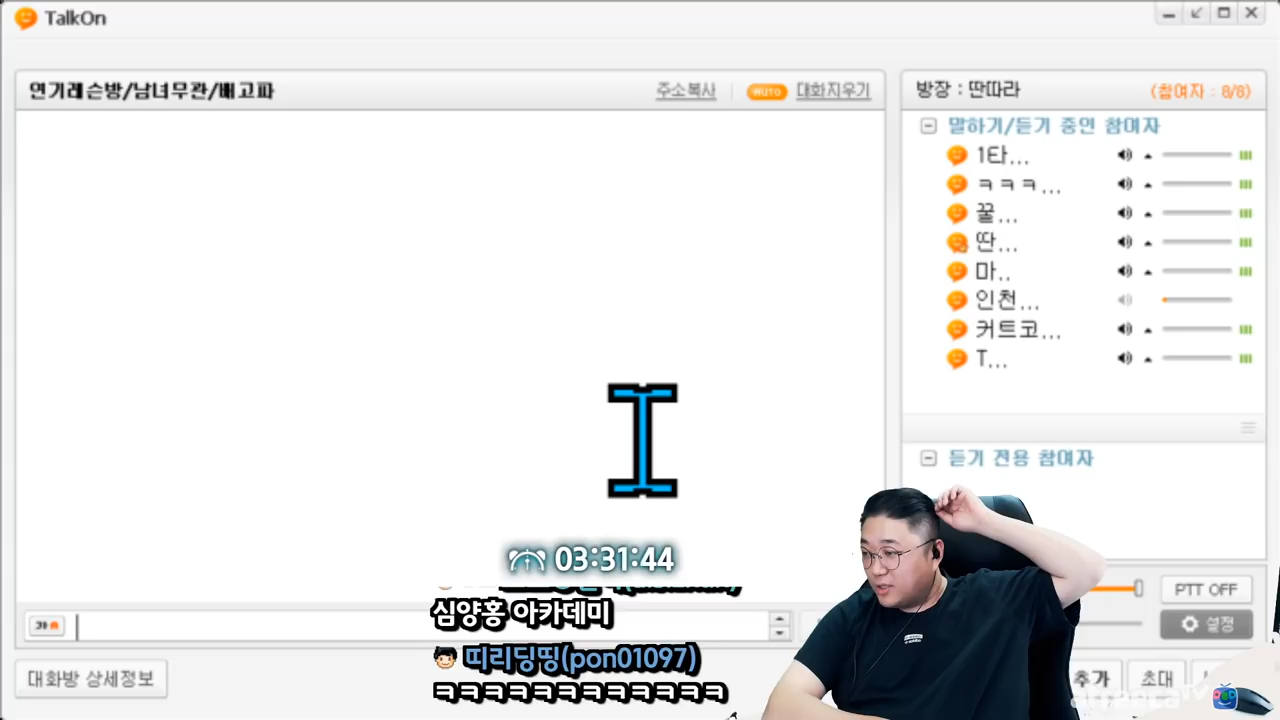 TalkOn
연기레슨방/남녀무관/배고파
주소복사
AUTO
대화지우기
방장 : 딴따라
(참여자 : 8/8)
말하기/듣기 중인 참여자
1타...
ㅋㅋㅋ...
꿀...
딴...
마..
인천...
커트코...
T...
듣기 전용 참여자
03:31:44
심양홍 아카데미
띠리딩띵(pon01097)
ㅋㅋㅋㅋㅋㅋㅋㅋㅋㅋㅋㅋ
가
PTT OFF
설정
대화방 상세정보
추가
초대
afreecaTV